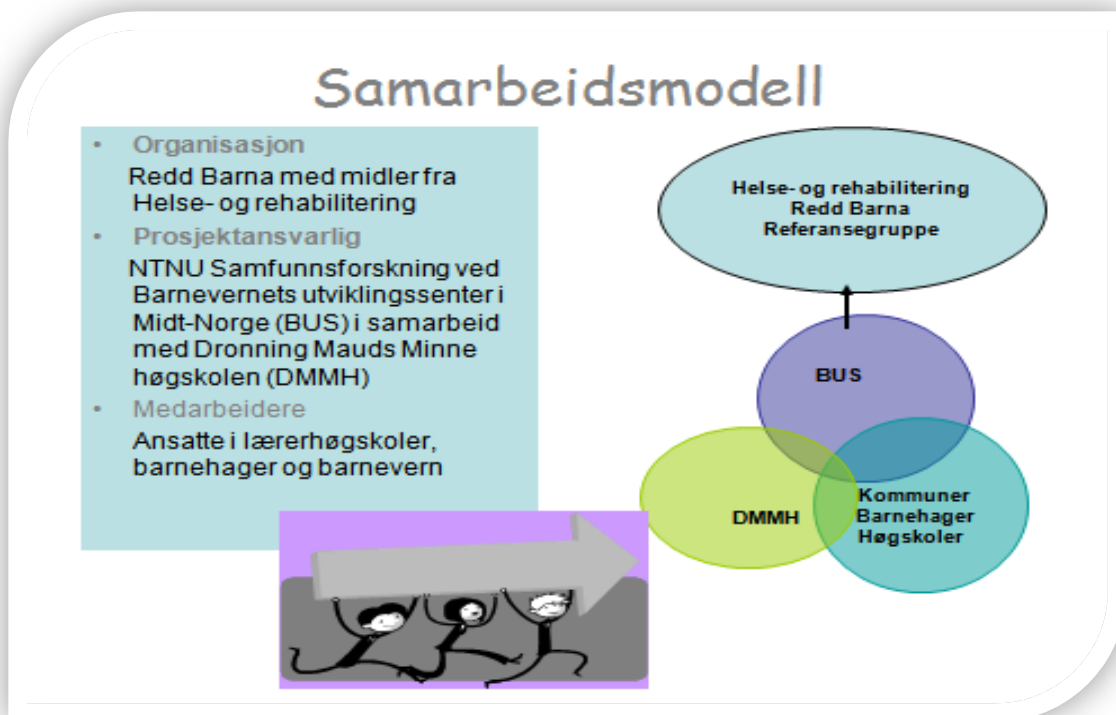 Samarbeidsmodell
• Organisasjon
Redd Barna med midler fra
Helse- og rehabilitering
• Prosjektansvarlig
NTNU Samfunnsforskning ved
Barnevernets utviklingssenter i
Midt-Norge (BUS) i samarbeid
med Dronning Mauds Minne
høgskolen (DMMH)
• Medarbeidere
Ansatte i lærerhøgskoler,
barnehager og barnevern
Helse- og rehabilitering
Redd Barna
Referansegruppe
BUS
DMMH
Kommuner
Barnehager
Høgskoler